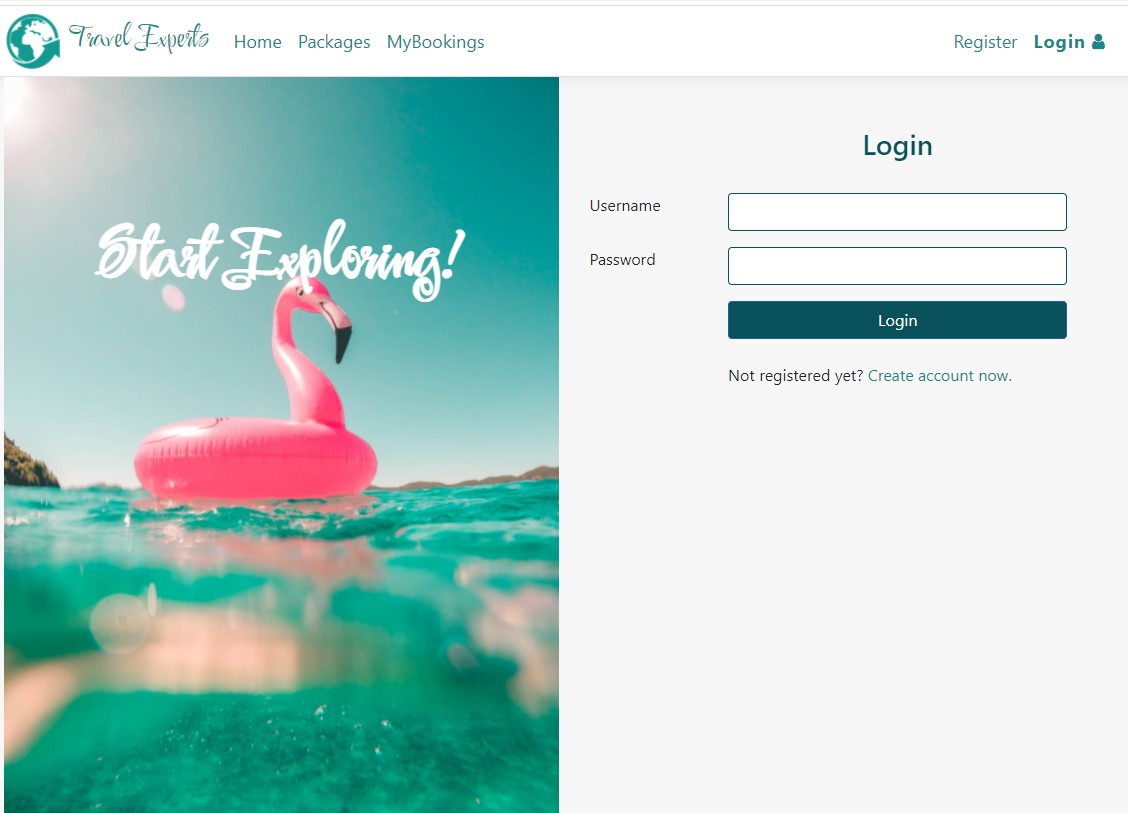 Travel Experts Home Packages MyBookings Register Login
Start Exploring!
Login
Username
Password
Login
Not registered yet? Create account now.